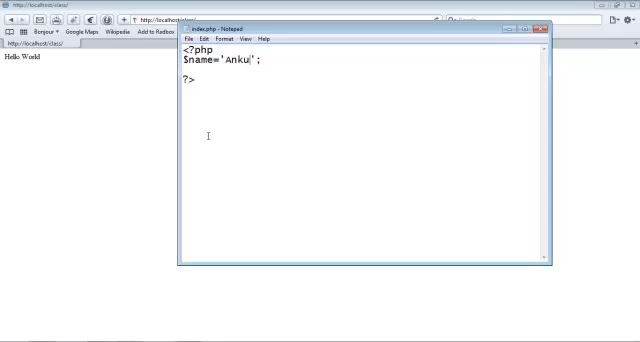 http://localhost/class/
http://localhost/class/
Bonjour Google Maps Wikipedia Add to Radbox
http://localhost/class/
Hello World
index.php - Notepad
File Edit Format View Help
<?php
$name='Anku';
?>